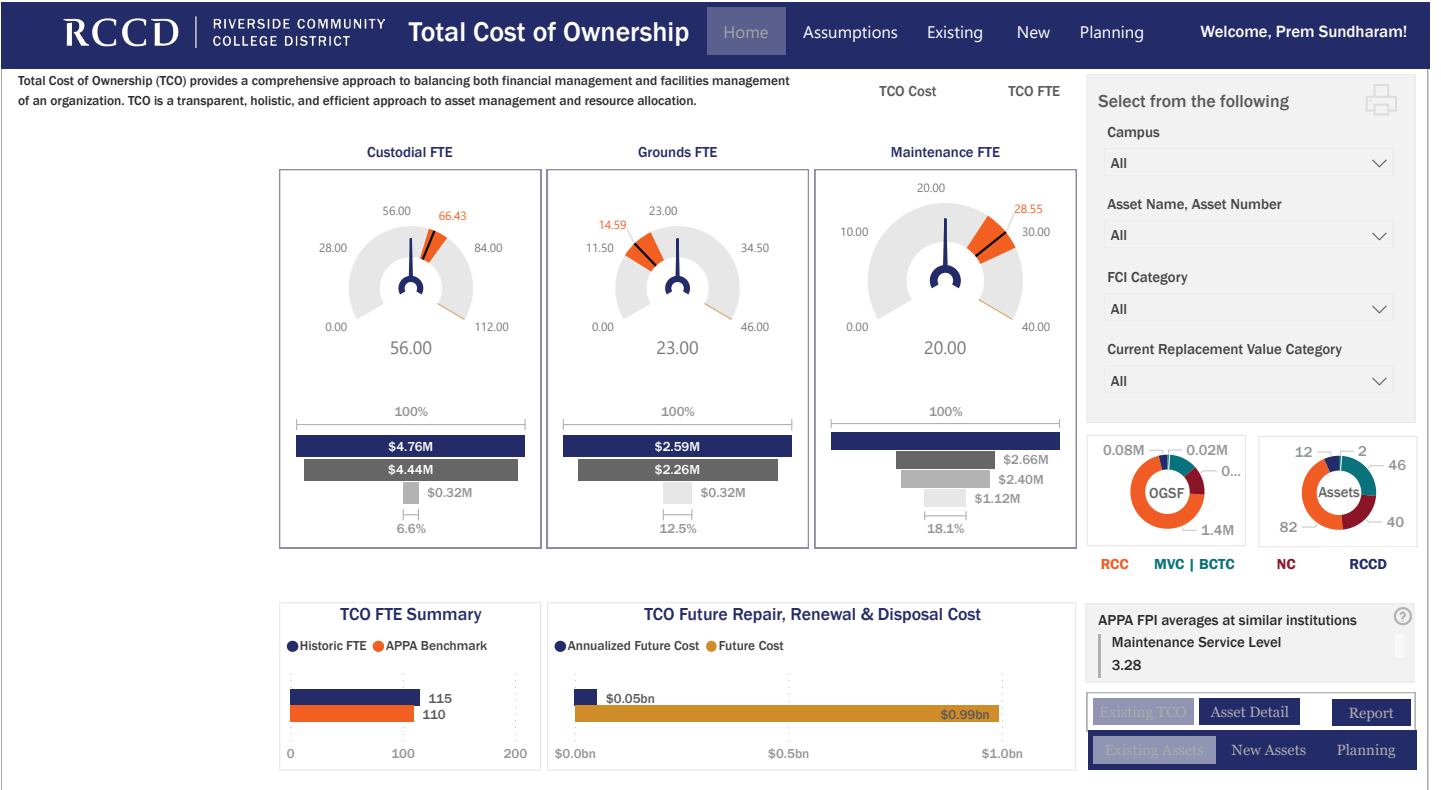 RCCD
RIVERSIDE COMMUNITY
COLLEGE DISTRICT
Total Cost of Ownership
Home
Assumptions
Existing
New
Planning
Welcome, Prem Sundharam!
Total Cost of Ownership (TCO) provides a comprehensive approach to balancing both financial management and facilities management
of an organization. TCO is a transparent, holistic, and efficient approach to asset management and resource allocation.
TCO Cost
TCO FTE
Custodial FTE
56.00
66.43
28.00
84.00
0.00
112.00
56.00
100%
$4.76M
$4.44M
$0.32M
6.6%
Grounds FTE
23.00
14.59
11.50
34.50
0.00
46.00
23.00
100%
$2.59M
$2.26M
$0.32M
12.5%
Maintenance FTE
20.00
28.55
10.00
30.00
0.00
40.00
20.00
100%
$2.66M
$2.40M
$1.12M
18.1%
Select from the following
Campus
All
Asset Name, Asset Number
All
FCI Category
All
Current Replacement Value Category
All
0.08M
0.02M
0...
OGSF
1.4M
12
2
46
Assets
82
40
RCC
MVC | BCTC
NC
RCCD
TCO FTE Summary
Historic FTE
APPA Benchmark
115
110
0
100
200
TCO Future Repair, Renewal & Disposal Cost
Annualized Future Cost
Future Cost
$0.05bn
$0.99bn
$0.0bn
$0.5bn
$1.0bn
APPA FPI averages at similar institutions
?
Maintenance Service Level
3.28
Existing TCO
Asset Detail
Report
Existing Assets
New Assets
Planning